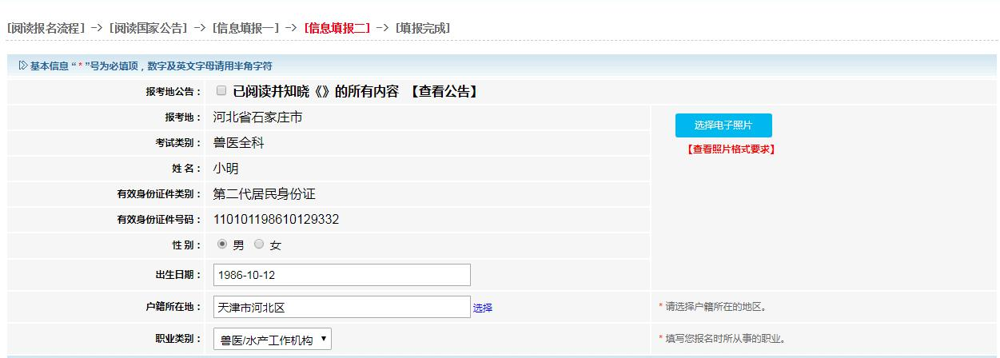 [阅读报名流程] -> [阅读国家公告] -> [信息填报一] -> [信息填报二] -> [填报完成]
基本信息 “ * ”号为必填项，数字及英文字母请用半角字符
报考地公告： 已阅读并知晓《》的所有内容 【查看公告】
报考地： 河北省石家庄市
选择电子照片
考试类别： 兽医全科
【查看照片格式要求】
姓 名： 小明
有效身份证件类别： 第二代居民身份证
有效身份证件号码： 110101198610129332
性 别： 男 女
出生日期： 1986-10-12
户籍所在地： 天津市河北区 选择 * 请选择户籍所在的地区。
职业类别： 兽医/水产工作机构 * 填写您报名时所从事的职业。